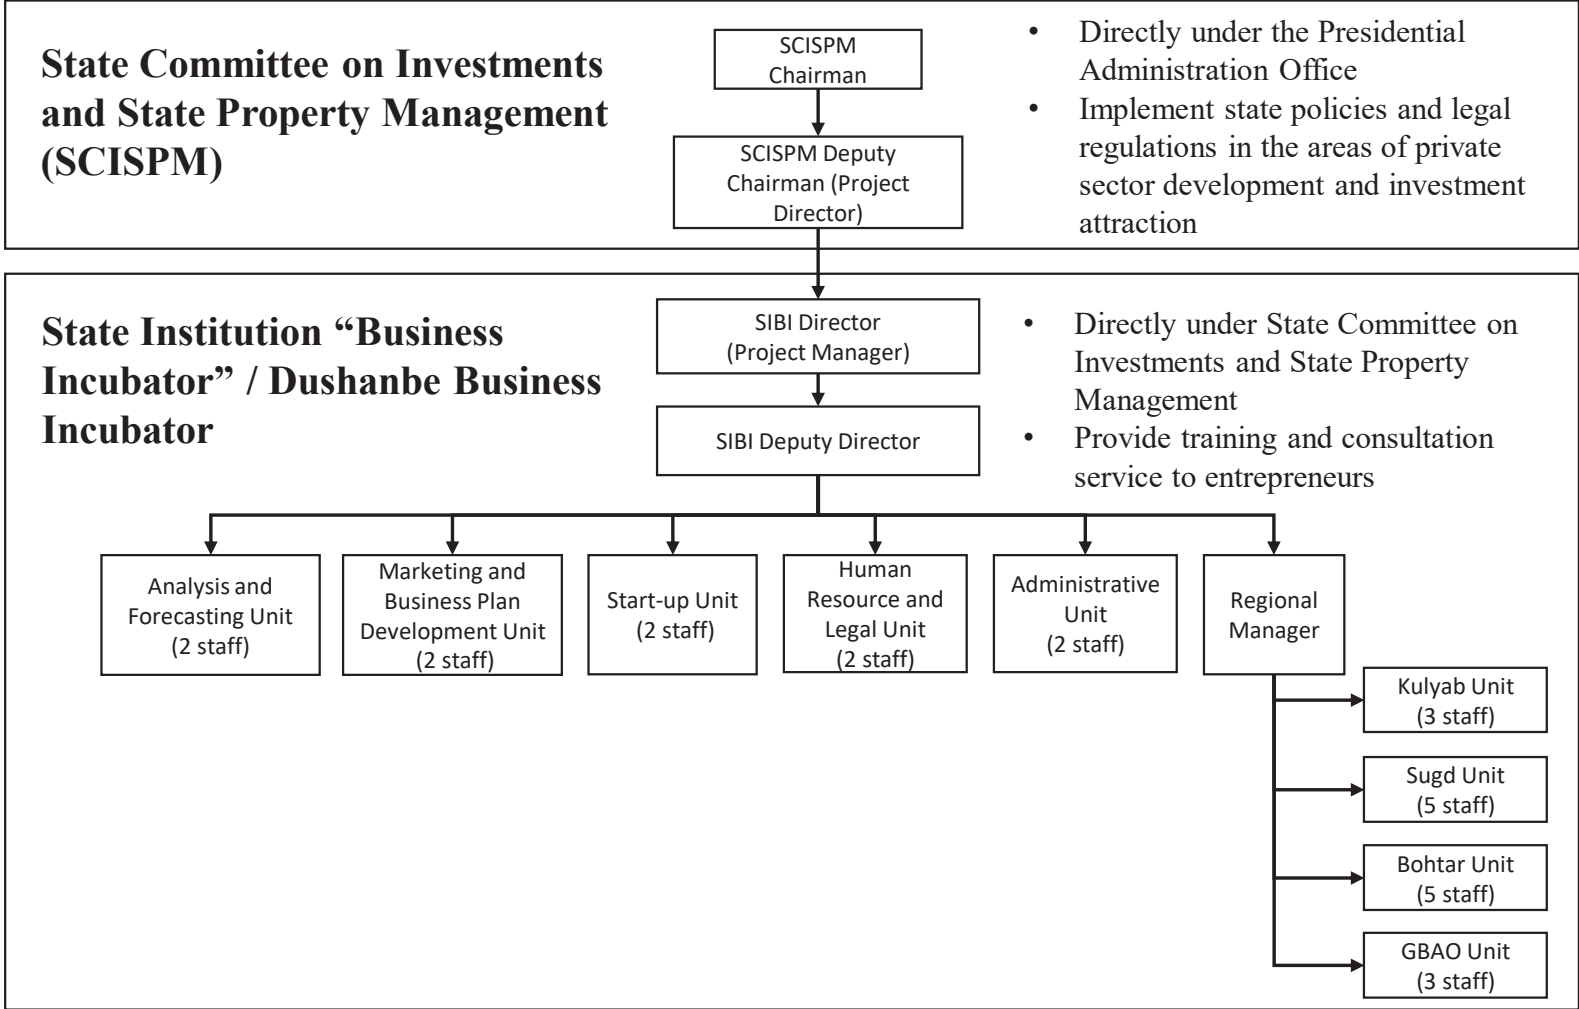 State Committee on Investments
and State Property Management
(SCISPM)
SCISPM
Chairman
SCISPM Deputy
Chairman (Project
Director)
• Directly under the Presidential
Administration Office
• Implement state policies and legal
regulations in the areas of private
sector development and investment
attraction
State Institution “Business
Incubator” / Dushanbe Business
Incubator
SIBI Director
(Project Manager)
SIBI Deputy Director
• Directly under State Committee on
Investments and State Property
Management
• Provide training and consultation
service to entrepreneurs
Analysis and
Forecasting Unit
(2 staff)
Marketing and
Business Plan
Development Unit
(2 staff)
Start-up Unit
(2 staff)
Human
Resource and
Legal Unit
(2 staff)
Administrative
Unit
(2 staff)
Regional
Manager
Kulyab Unit
(3 staff)
Sugd Unit
(5 staff)
Bohtar Unit
(5 staff)
GBAO Unit
(3 staff)